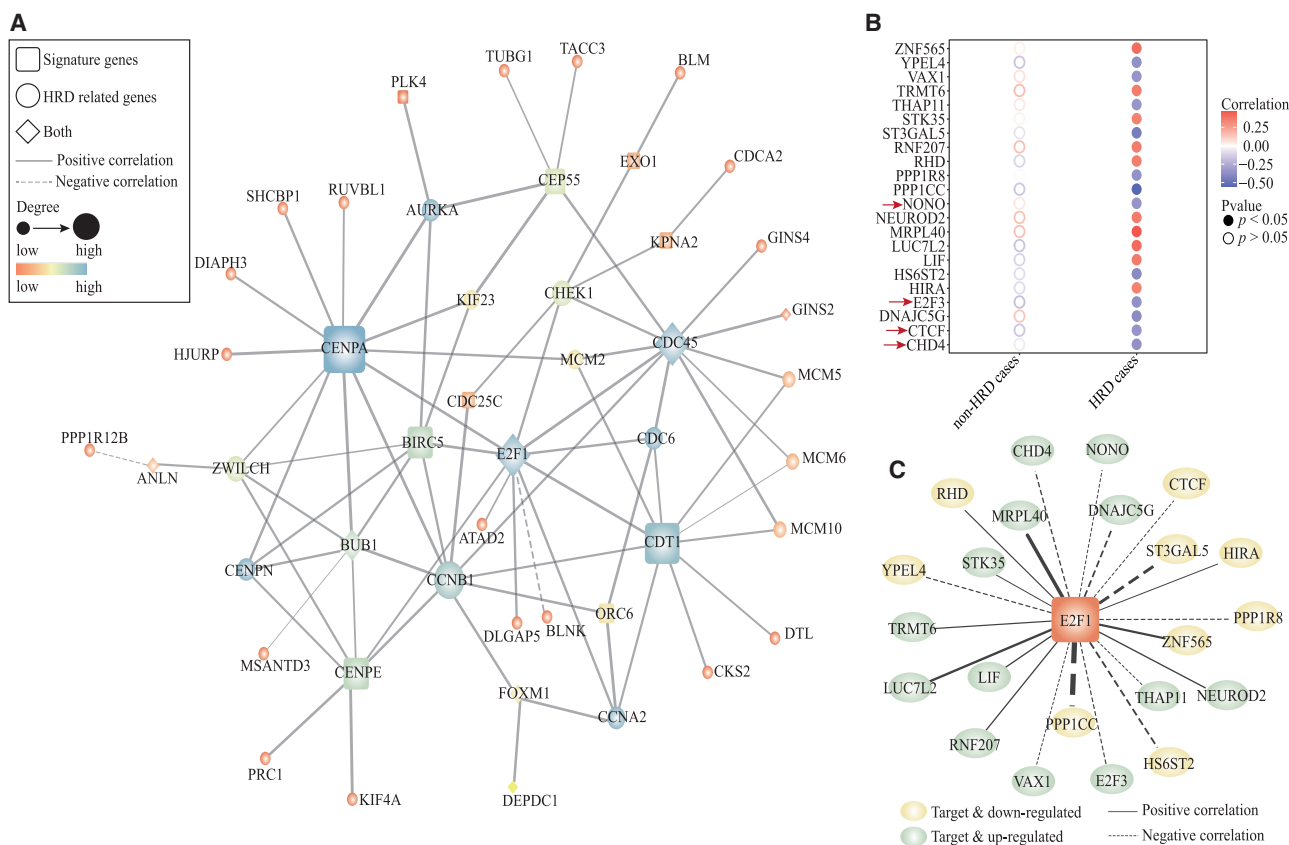 A
Signature genes
HRD related genes
Both
Positive correlation
Negative correlation
Degree
low
high
low
high
TUBG1
TACC3
BLM
PLK4
EXO1
CDCA2
CEP55
SHCBP1
RUVBL1
AURKA
KPNA2
GINS4
DIAPH3
KIF23
CHEK1
GINS2
HJURP
CENPA
MCM2
CDC45
MCM5
CDC25C
PPP1R12B
BIRC5
E2F1
CDC6
MCM6
ANLN
ZWILCH
ATAD2
MCM10
BUB1
CDT1
CENPN
CCNB1
ORC6
DLGAP5
BLNK
DTL
MSANTD3
CENPE
CKS2
FOXM1
CCNA2
PRC1
KIF4A
DEPDC1
B
ZNF565
YPEL4
VAX1
TRMT6
THAP11
STK35
ST3GAL5
RNF207
RHD
PPP1R8
PPP1CC
NONO
NEUROD2
MRPL40
LUC7L2
LIF
HS6ST2
HIRA
E2F3
DNAJC5G
CTCF
CHD4
non-HRD cases
HRD cases
Correlation
0.25
0.00
−0.25
−0.50
Pvalue
p < 0.05
p > 0.05
C
CHD4
NONO
CTCF
RHD
MRPL40
DNAJC5G
ST3GAL5
HIRA
STK35
YPEL4
E2F1
PPP1R8
TRMT6
ZNF565
LIF
LUC7L2
THAP11
NEUROD2
PPP1CC
RNF207
HS6ST2
VAX1
E2F3
Target & down-regulated
Positive correlation
Target & up-regulated
Negative correlation